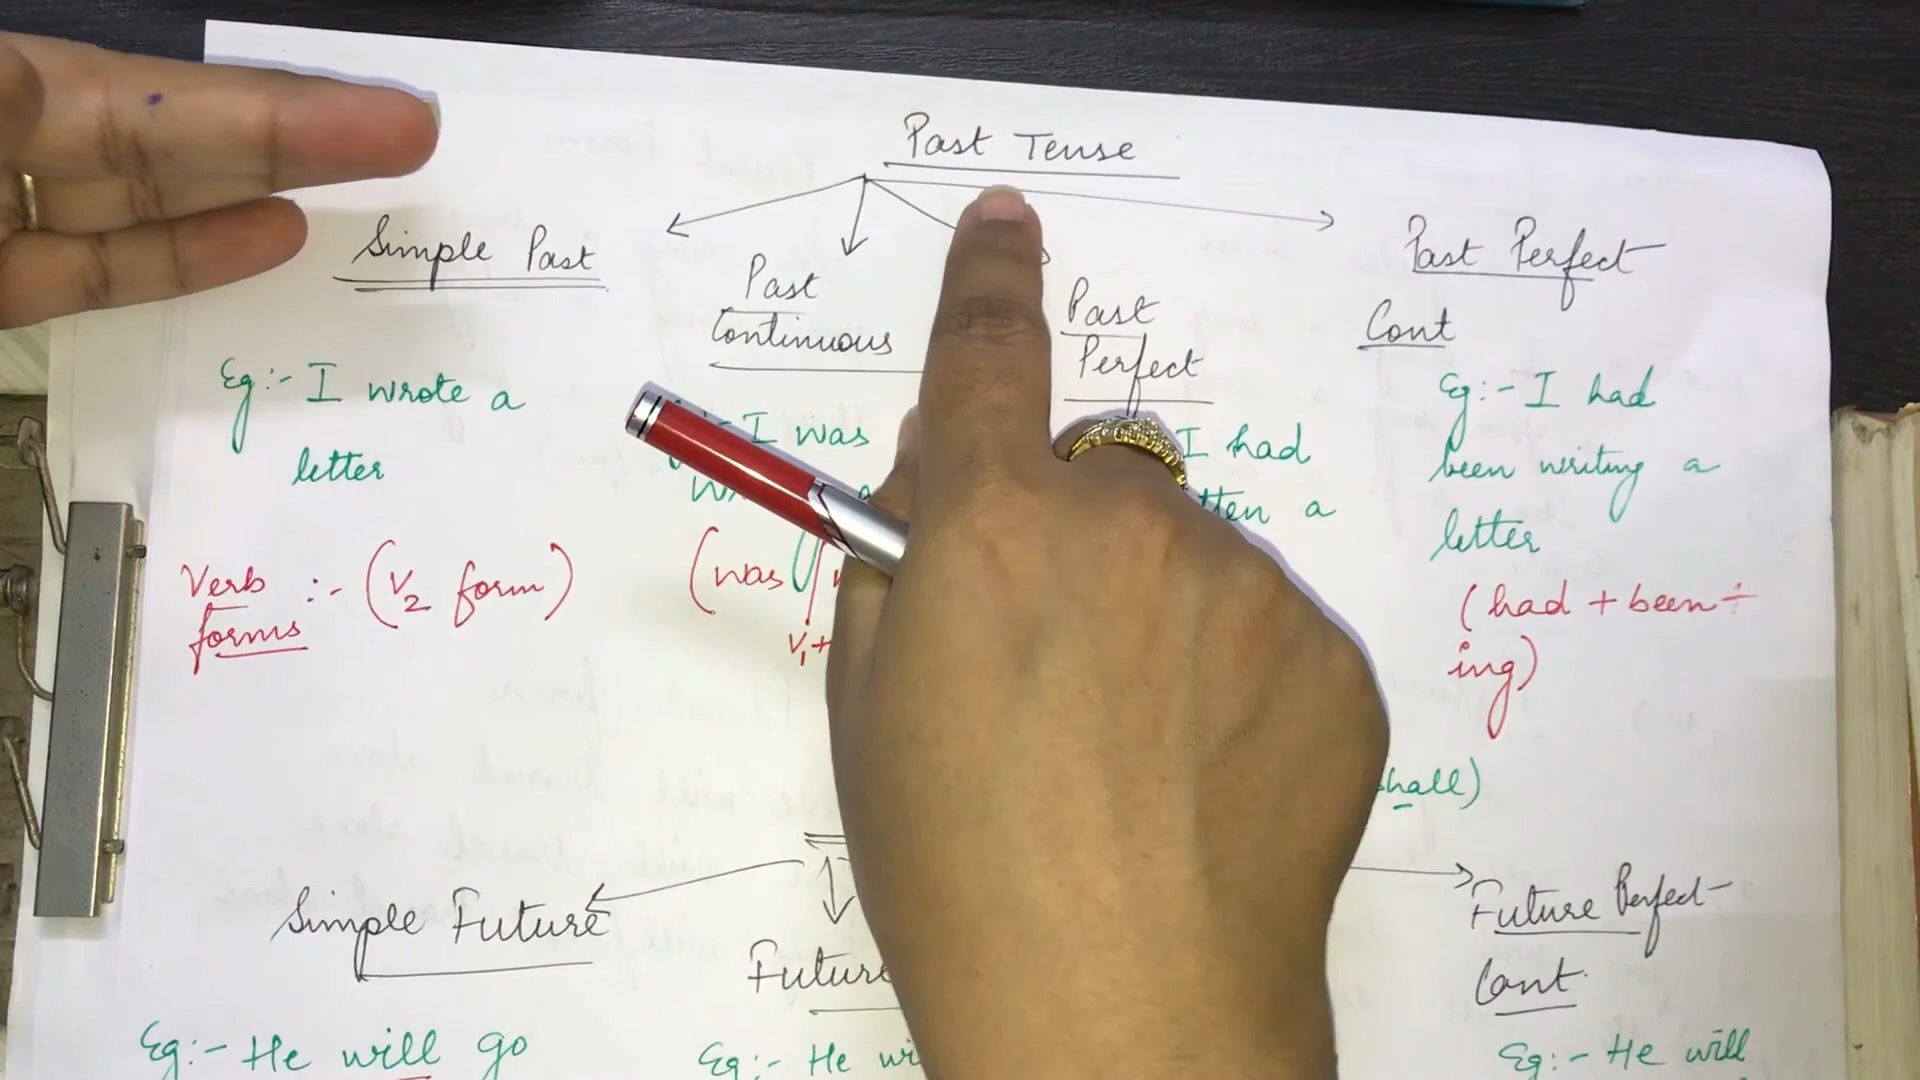 Past Tense
Simple Past
Past
Continuous
Past
Perfect
Past Perfect
Cont
Eg:- I wrote a
letter
I was
I had
a
Eg:- I had
been writing a
letter
Verb
forms :- (V2 form)
(was /
V1+
(had + been +
ing)
shall)
Simple Future
Future
Future Perfect-
Cont.
Eg:- He will go
Eg:- He
Eg:- He will